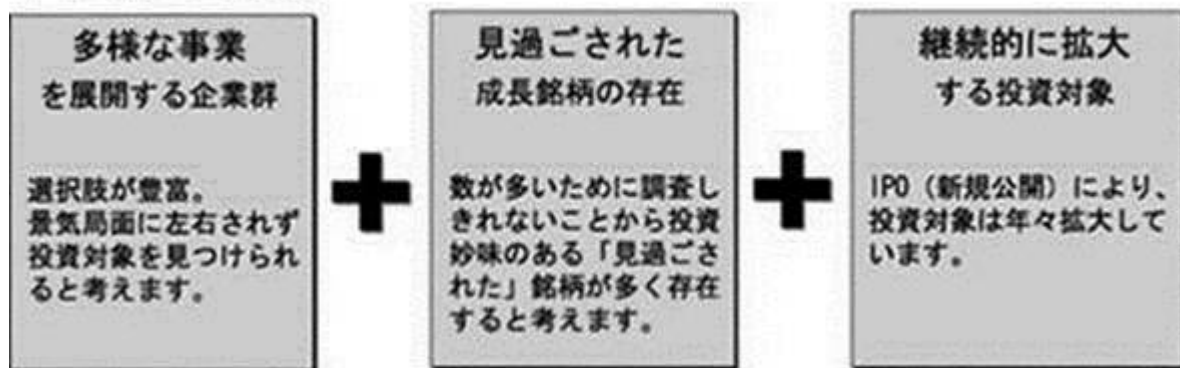 多様な事業
を展開する企業群
選択肢が豊富。
景気局面に左右されず
投資対象を見つけられ
ると考えます。
見過ごされた
成長銘柄の存在
数が多いために調査し
きれないことから投資
妙味のある「見過ごさ
れた」銘柄が多く存在
すると考えます。
継続的に拡大
する投資対象
IPO（新規公開）により、
投資対象は年々拡大して
います。